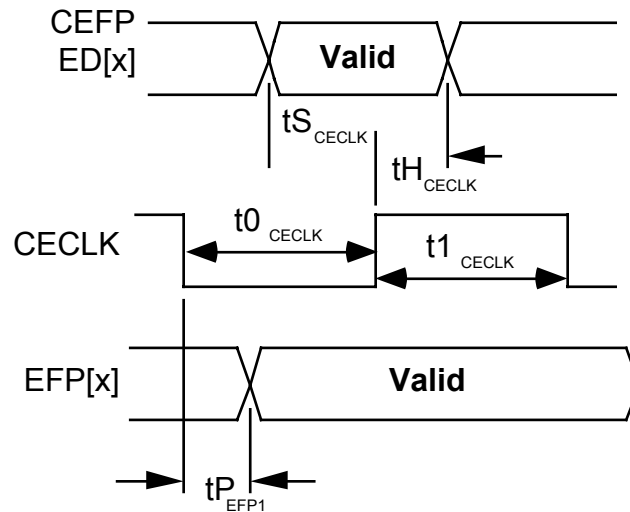 CEFP
ED[x]
Valid
tS CECLK
tH CECLK
CECLK
t0 CECLK
t1 CECLK
EFP[x]
Valid
tP EFP1